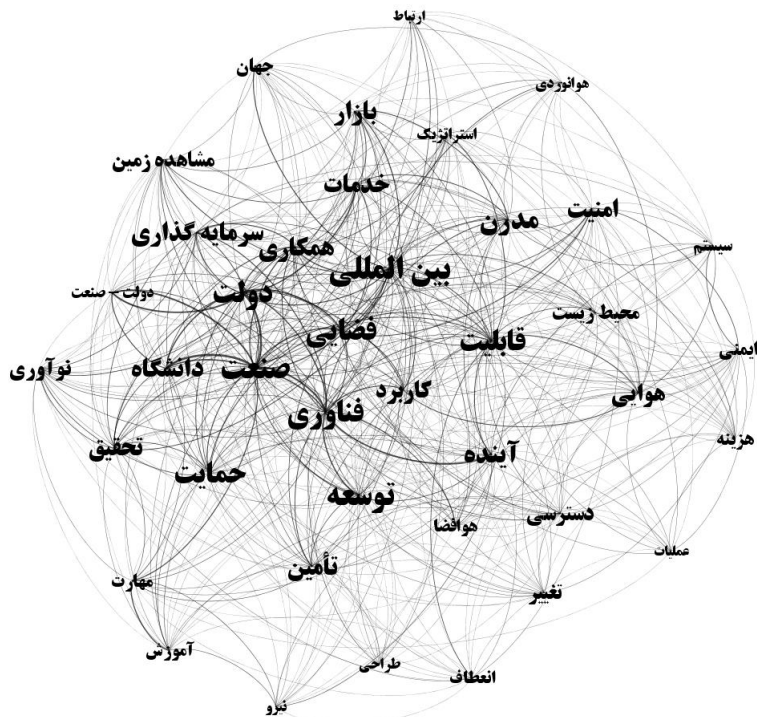 ارتباط
جهان
هوانوردی
بازار
استراتژیک
مشاهده زمین
خدمات
امنیت
مدرن
سرمایه گذاری
همکاری
سیستم
بین المللی
دولت - صنعت
دولت
محیط زیست
فضایی
قابلیت
ایمنی
نوآوری
دانشگاه
صنعت
کاربرد
هوایی
فناوری
تحقیق
هزینه
آینده
حمایت
توسعه
دسترسی
هوافضا
عملیات
تأمین
مهارت
تغییر
آموزش
طراحی
انعطاف
نیرو